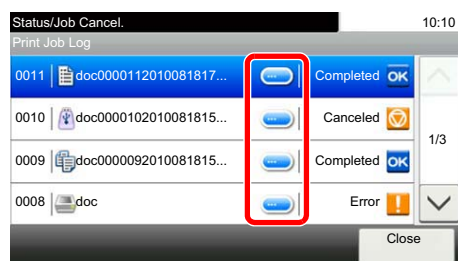 Status/Job Cancel. 10:10
Print Job Log
0011 doc0000112010081817... ... Completed OK
0010 doc0000102010081815... ... Canceled
1/3
0009 doc0000092010081815... ... Completed OK
0008 doc ... Error !
Close